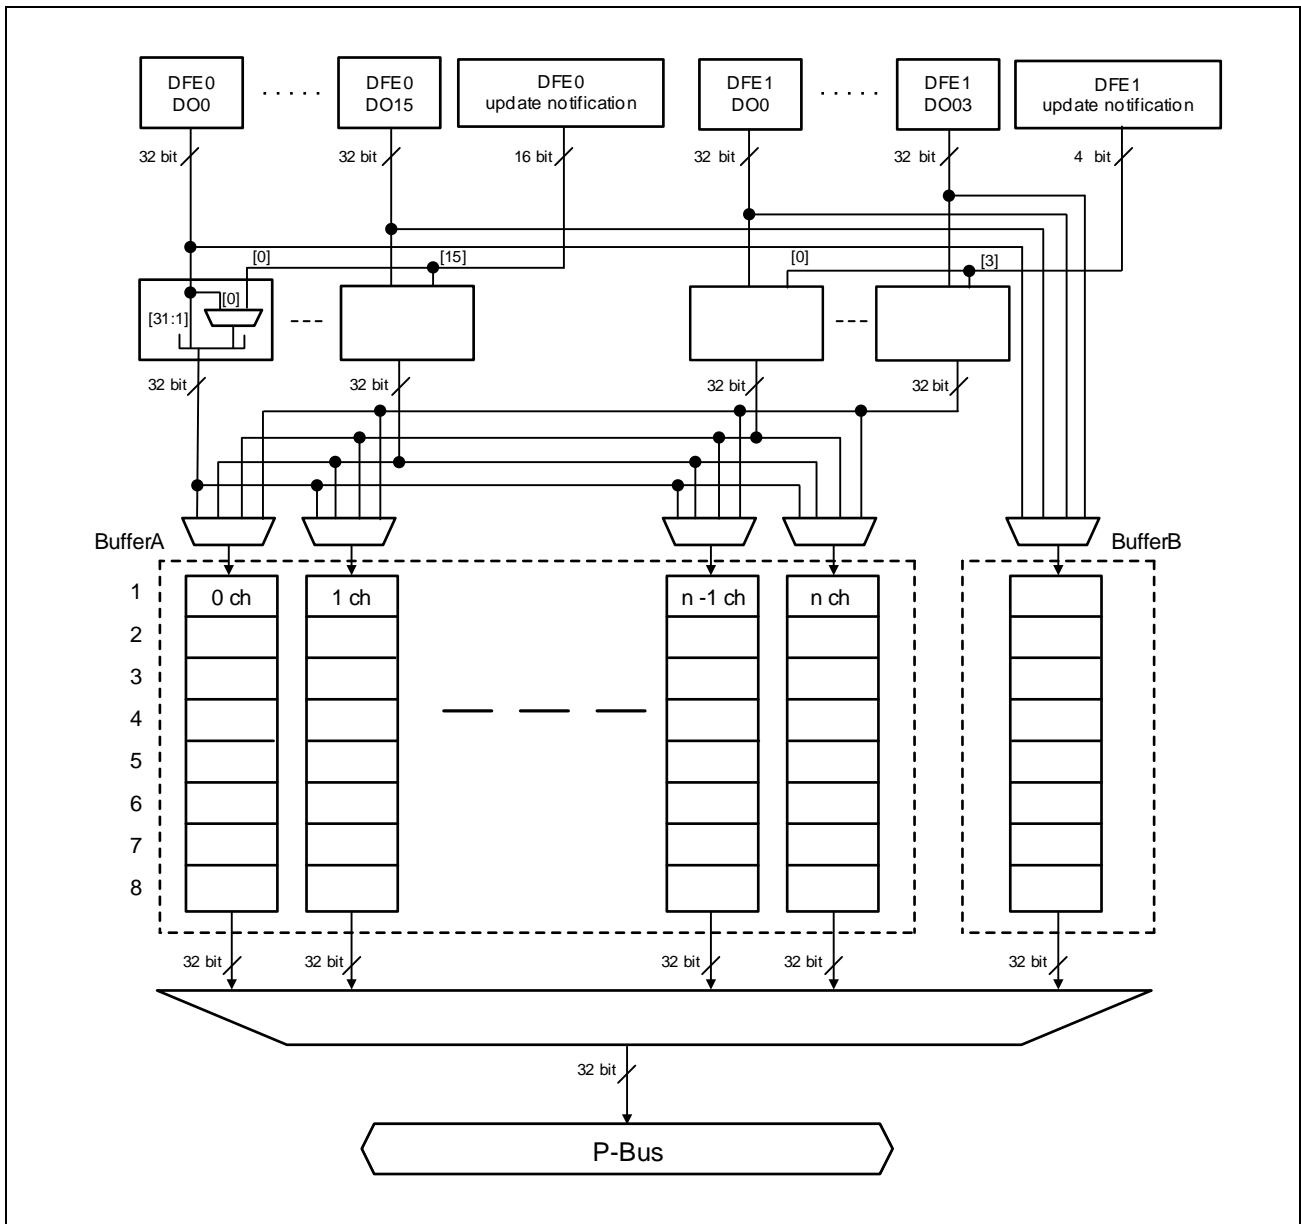 DFE0
DO0
. . . . .
DFE0
DO15
DFE0
update notification
DFE1
DO0
. . . . .
DFE1
DO03
DFE1
update notification
32 bit
32 bit
16 bit
32 bit
32 bit
4 bit
[0]
[15]
[0]
[3]
[0]
[31:1]
32 bit
32 bit
32 bit
32 bit
BufferA
BufferB
1
0 ch
1 ch
n -1 ch
n ch
2
3
4
5
6
7
8
32 bit
32 bit
32 bit
32 bit
32 bit
32 bit
P-Bus